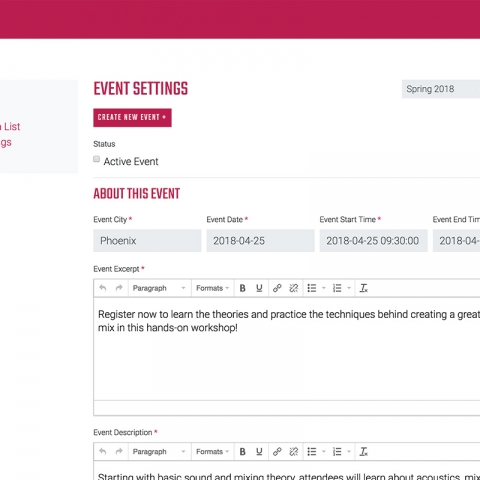 EVENT SETTINGS
Spring 2018
CREATE NEW EVENT +
List
gs
Status
Active Event
ABOUT THIS EVENT
Event City *
Event Date *
Event Start Time *
Event End Tim
Phoenix
2018-04-25
2018-04-25 09:30:00
2018-04-
Event Excerpt *
Paragraph
Formats
B
U
Register now to learn the theories and practice the techniques behind creating a great
mix in this hands-on workshop!
Event Description *
Paragraph
Formats
B
U
Starting with basic sound and mixing theory, attendees will learn about acoustics, mix